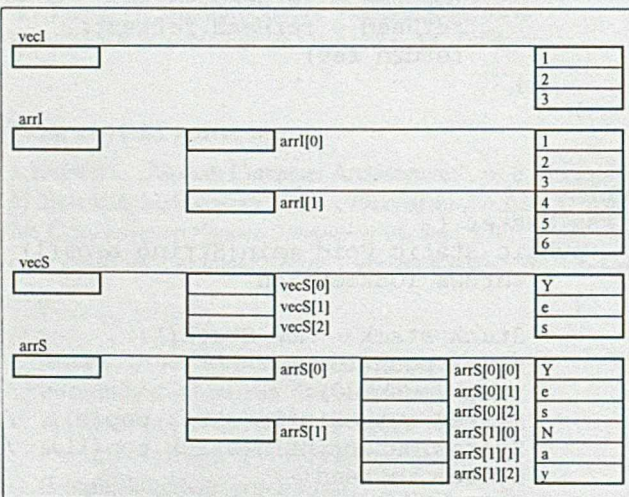 vecI
1
2
3
arrI
arrI[0] 1
2
3
arrI[1] 4
5
6
vecS
vecS[0] Y
vecS[1] e
vecS[2] s
arrS
arrS[0] arrS[0][0] Y
arrS[0][1] e
arrS[0][2] s
arrS[1] arrS[1][0] N
arrS[1][1] a
arrS[1][2] y